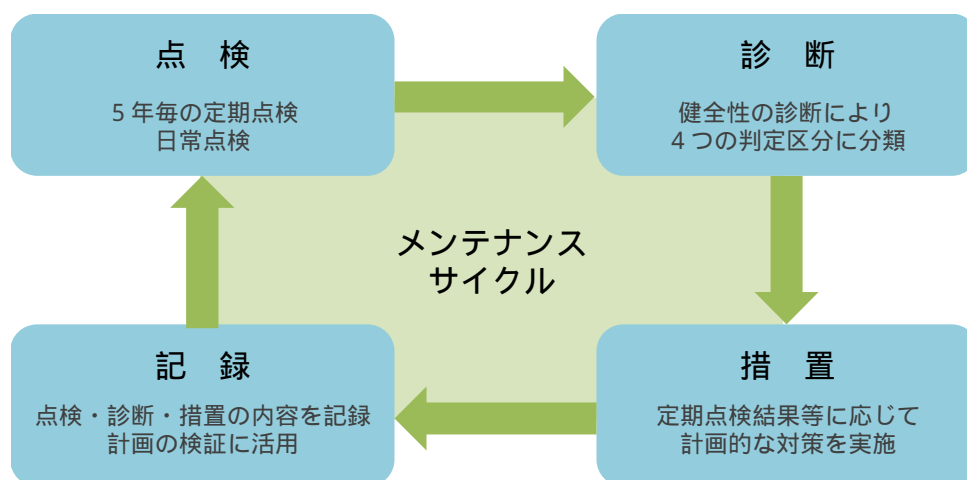 点　検
５年毎の定期点検
日常点検
診　断
健全性の診断により
４つの判定区分に分類
メンテナンス
サイクル
記　録
点検・診断・措置の内容を記録
計画の検証に活用
措　置
定期点検結果等に応じて
計画的な対策を実施